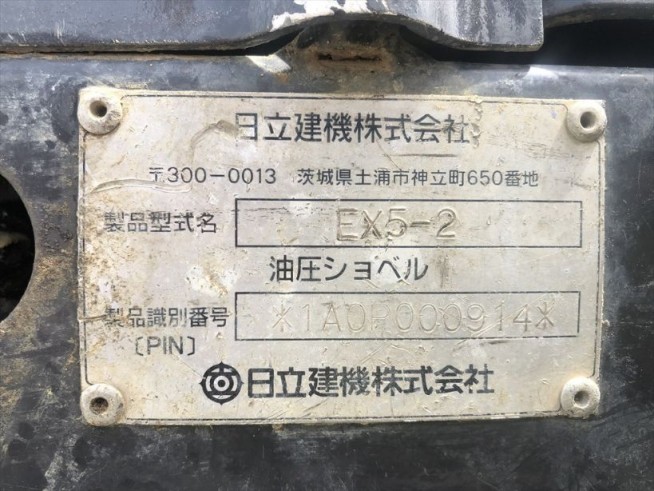 日立建機株式会社
〒300-0013 茨城県土浦市神立町650番地
製品型式名 EX5-2
油圧ショベル
製品識別番号 *1A0P000914*
[PIN]
日立建機株式会社